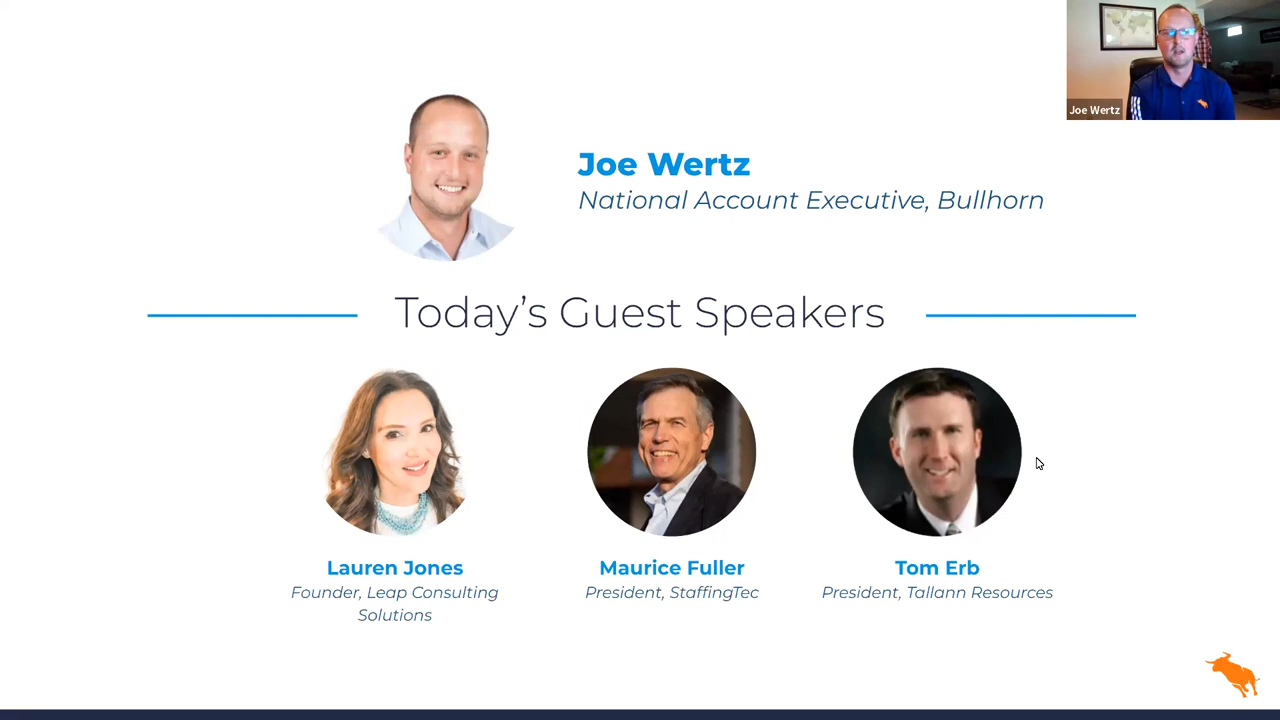 Joe Wertz
Joe Wertz
National Account Executive, Bullhorn
Today's Guest Speakers
Lauren Jones
Founder, Leap Consulting
Solutions
Maurice Fuller
President, StaffingTec
Tom Erb
President, Tallann Resources